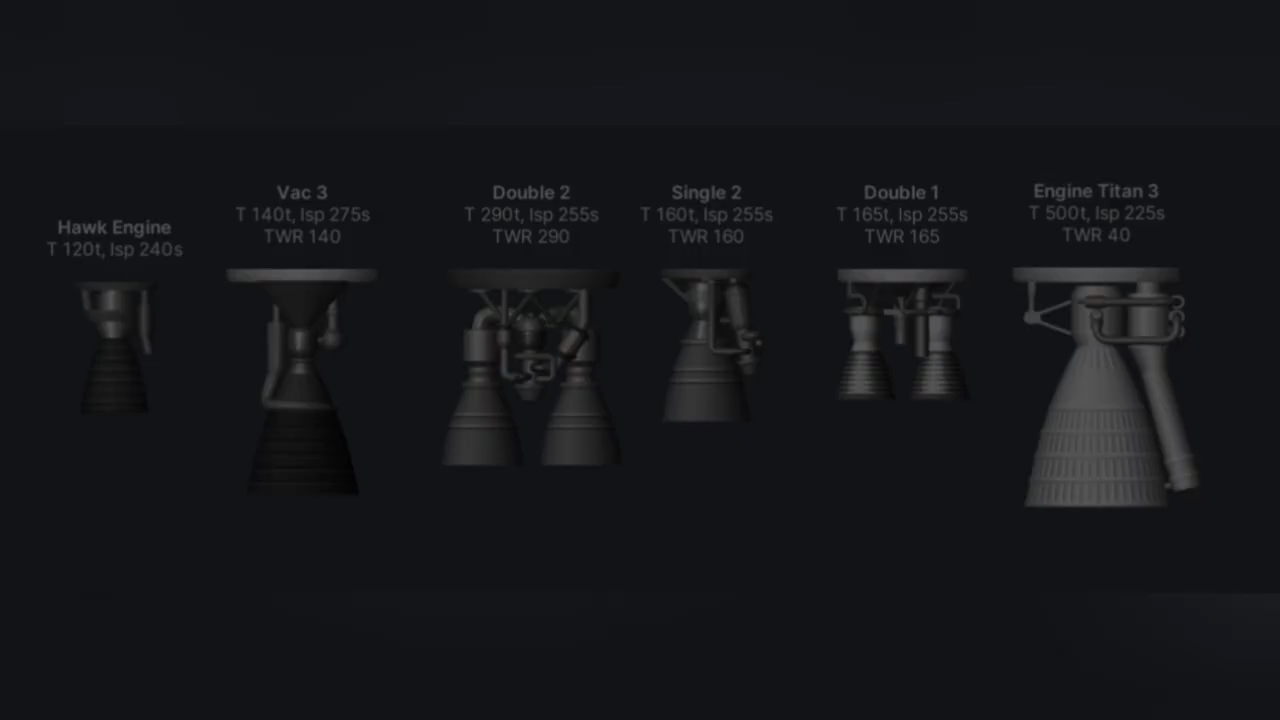 Hawk Engine
T 120t, Isp 240s
Vac 3
T 140t, Isp 275s
TWR 140
Double 2
T 290t, Isp 255s
TWR 290
Single 2
T 160t, Isp 255s
TWR 160
Double 1
T 165t, Isp 255s
TWR 165
Engine Titan 3
T 500t, Isp 225s
TWR 40